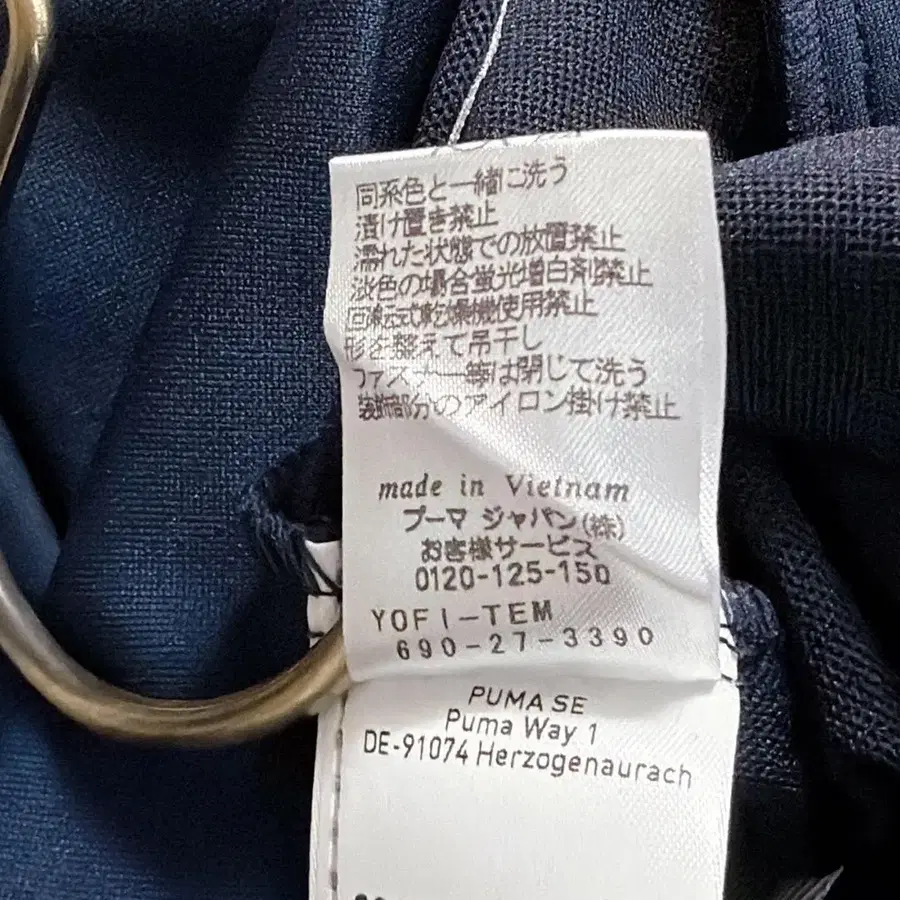 同系色と一緒に洗う
漬け置き禁止
濡れた状態での放置禁止
淡色の場合蛍光増白剤禁止
回転式乾燥機使用禁止
形を整えて吊干し
ファスナー等は閉じて洗う
装飾部分のアイロン掛け禁止
made in Vietnam
プーマ ジャパン(株)
お客様サービス
0120-125-150
YOFI-TEM
690-27-3390
PUMA SE
Puma Way 1
DE-91074 Herzogenaurach